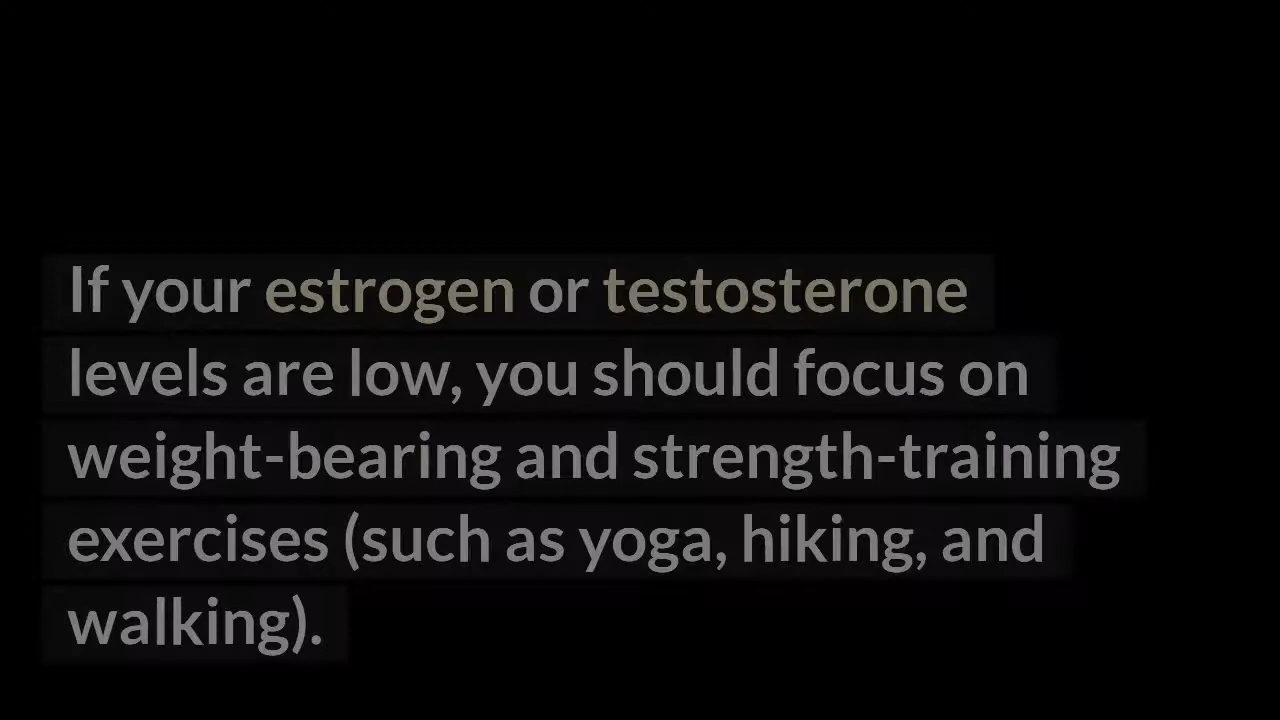 If your estrogen or testosterone
levels are low, you should focus on
weight-bearing and strength-training
exercises (such as yoga, hiking, and
walking).